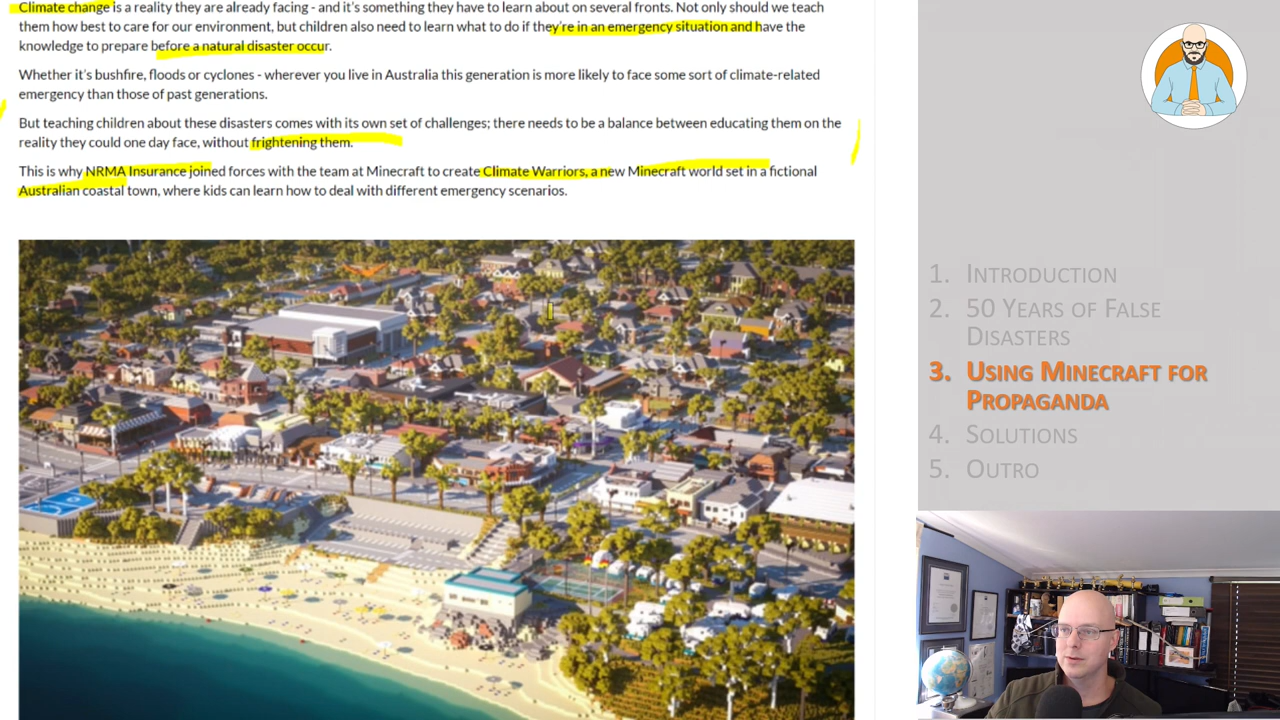 Climate change is a reality they are already facing - and it's something they have to learn about on several fronts. Not only should we teach
them how best to care for our environment, but children also need to learn what to do if they're in an emergency situation and have the
knowledge to prepare before a natural disaster occur.
Whether it's bushfire, floods or cyclones - wherever you live in Australia this generation is more likely to face some sort of climate-related
emergency than those of past generations.
But teaching children about these disasters comes with its own set of challenges; there needs to be a balance between educating them on the
reality they could one day face, without frightening them.
This is why NRMA Insurance joined forces with the team at Minecraft to create Climate Warriors, a new Minecraft world set in a fictional
Australian coastal town, where kids can learn how to deal with different emergency scenarios.
1. Introduction
2. 50 Years of False
Disasters
3. Using Minecraft for
Propaganda
4. Solutions
5. Outro